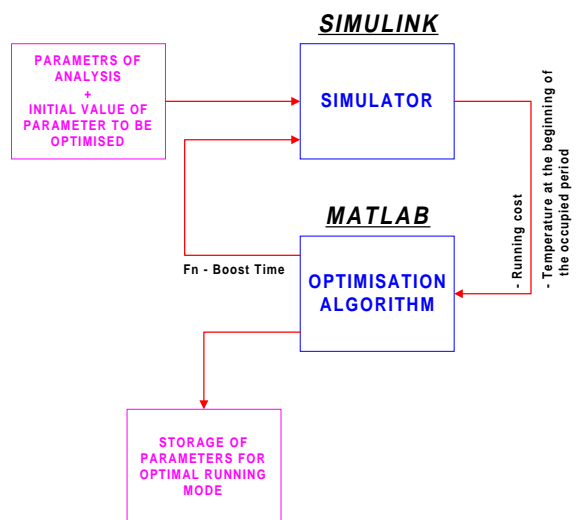 SIMULINK
PARAMETRS OF
ANALYSIS
+
INITIAL VALUE OF
PARAMETER TO BE
OPTIMISED
SIMULATOR
- Running cost
- Temperature at the beginning of
the occupied period
MATLAB
Fn - Boost Time
OPTIMISATION
ALGORITHM
STORAGE OF
PARAMETERS FOR
OPTIMAL RUNNING
MODE